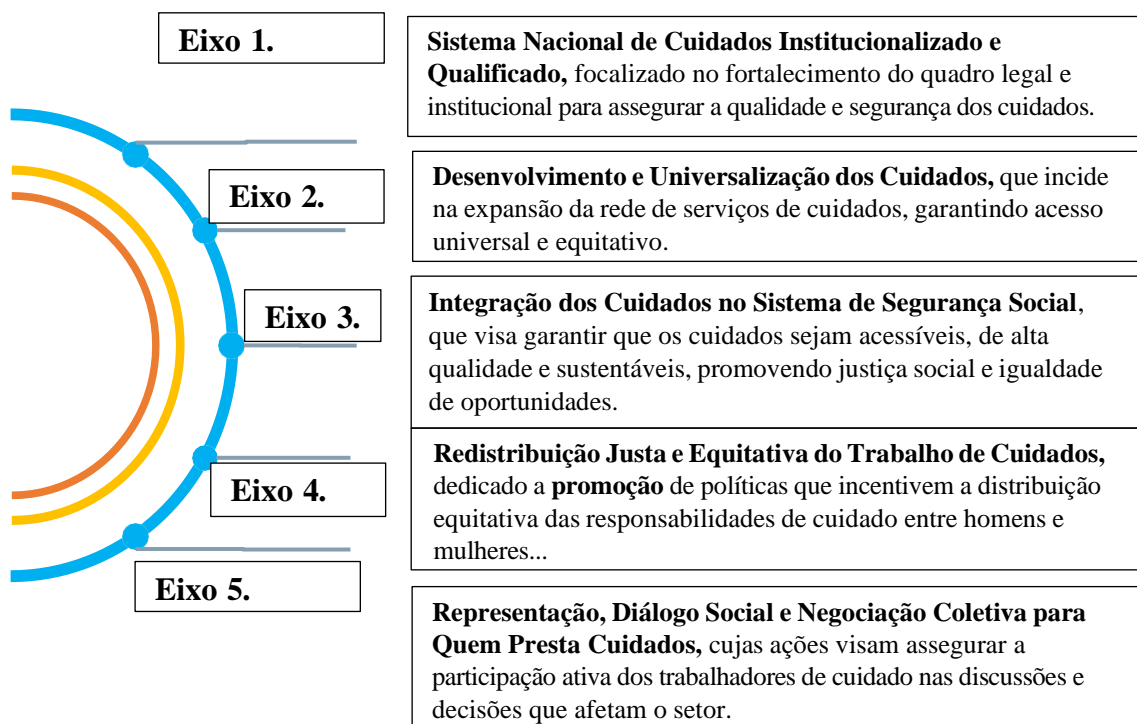 Eixo 1.
Sistema Nacional de Cuidados Institucionalizado e
Qualificado, focalizado no fortalecimento do quadro legal e
institucional para assegurar a qualidade e segurança dos cuidados.
Eixo 2.
Desenvolvimento e Universalização dos Cuidados, que incide
na expansão da rede de serviços de cuidados, garantindo acesso
universal e equitativo.
Eixo 3.
Integração dos Cuidados no Sistema de Segurança Social,
que visa garantir que os cuidados sejam acessíveis, de alta
qualidade e sustentáveis, promovendo justiça social e igualdade
de oportunidades.
Eixo 4.
Redistribuição Justa e Equitativa do Trabalho de Cuidados,
dedicado a promoção de políticas que incentivem a distribuição
equitativa das responsabilidades de cuidado entre homens e
mulheres...
Eixo 5.
Representação, Diálogo Social e Negociação Coletiva para
Quem Presta Cuidados, cujas ações visam assegurar a
participação ativa dos trabalhadores de cuidado nas discussões e
decisões que afetam o setor.